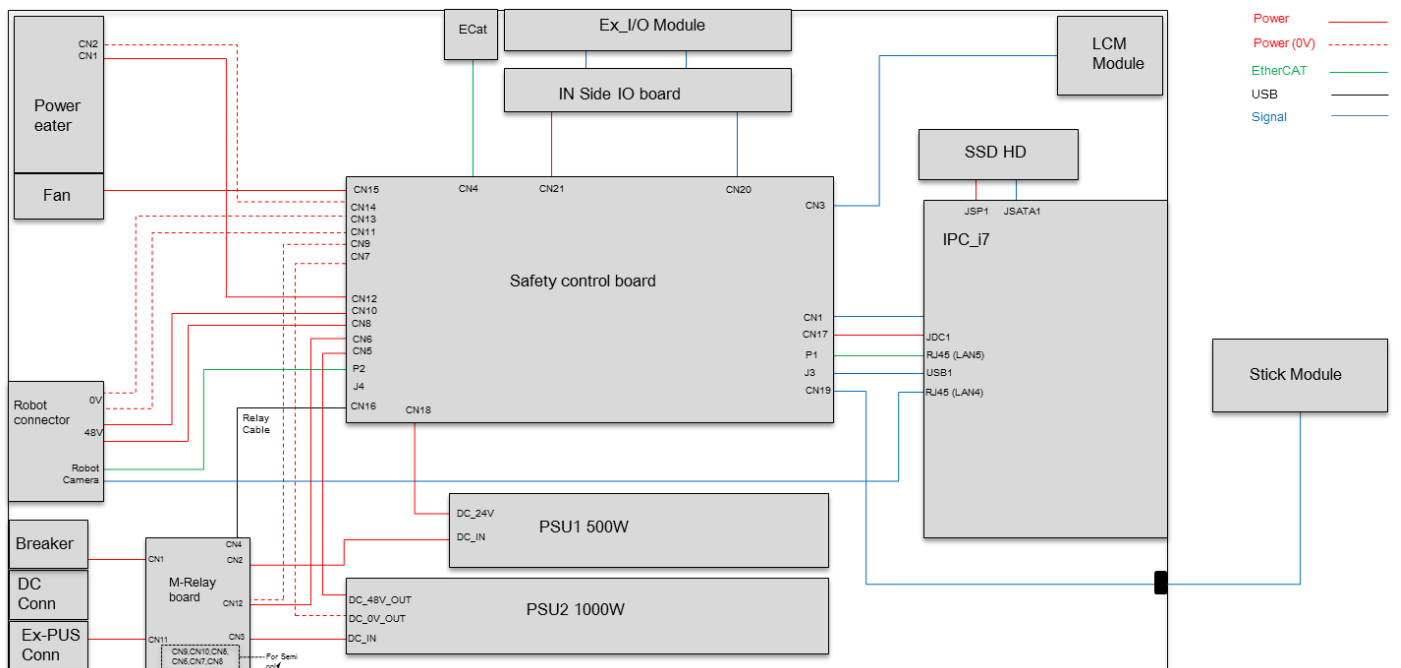 Power
Power (0V)
EtherCAT
USB
Signal
ECat
Ex_I/O Module
IN Side IO board
LCM
Module
CN2
CN1
Power
eater
Fan
SSD HD
JSP1
JSATA1
IPC_i7
CN15
CN14
CN13
CN11
CN9
CN7
CN12
CN10
CN8
CN6
CN5
P2
J4
CN16
CN4
CN21
CN20
CN3
Safety control board
CN1
CN17
P1
J3
CN19
CN18
JDC1
RJ45 (LAN5)
USB1
RJ45 (LAN4)
Stick Module
Robot
connector
0V
48V
Robot
Camera
Relay
Cable
Breaker
DC
Conn
Ex-PUS
Conn
CN4
CN1
CN2
M-Relay
board
CN12
CN11
CN3
CN9,CN10,CN5,
CN6,CN7,CN8
For Semi
only
DC_24V
DC_IN
PSU1 500W
DC_48V_OUT
DC_0V_OUT
DC_IN
PSU2 1000W